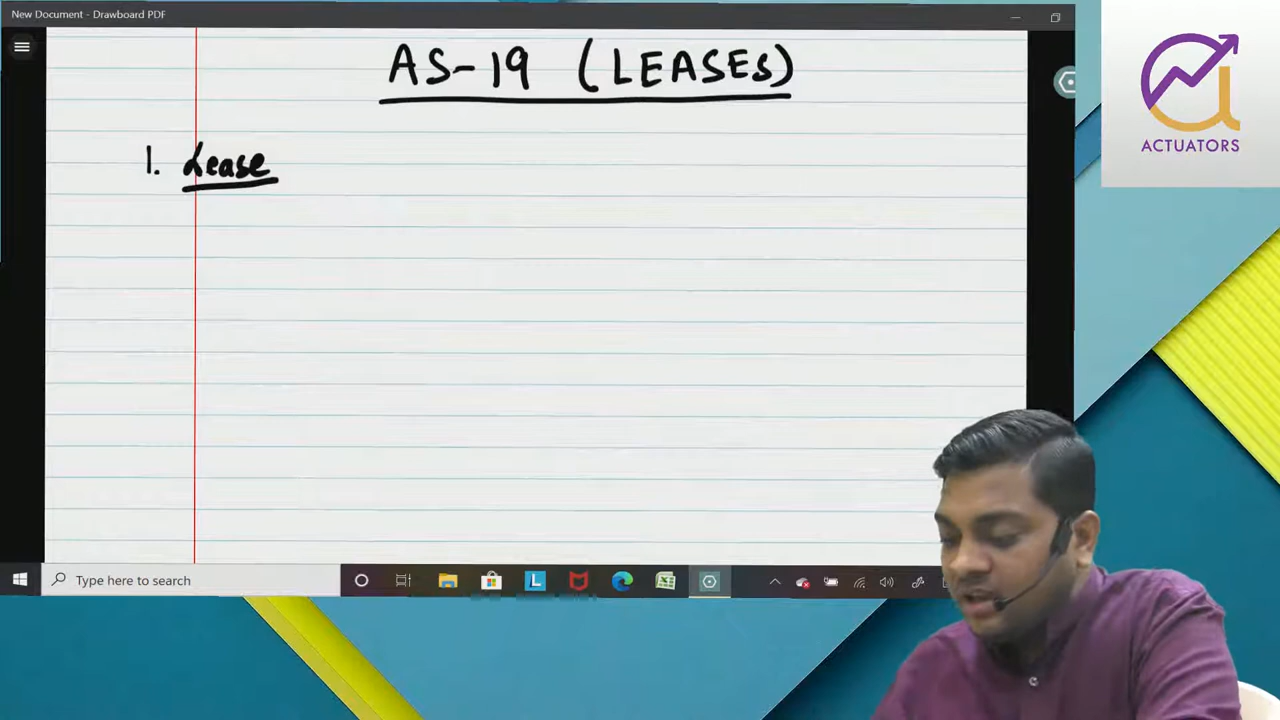 New Document - Drawboard PDF
AS-19 (LEASES)
1. Lease
ACTUATORS
Type here to search